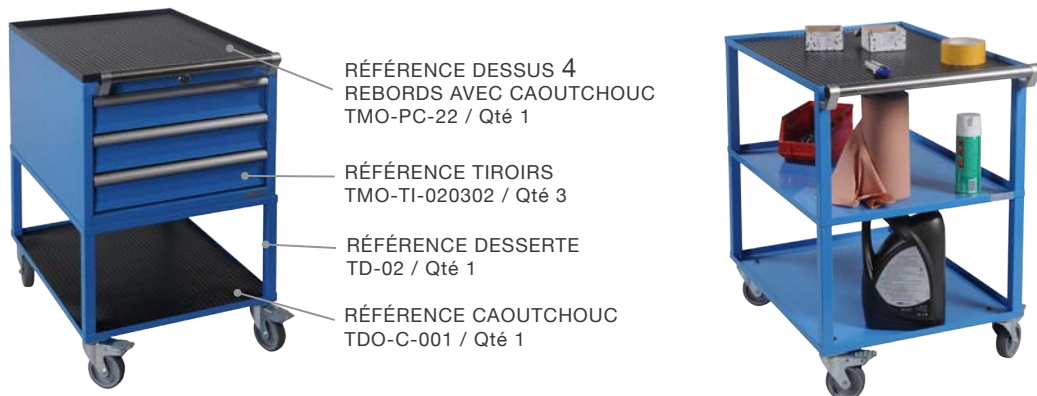 RÉFÉRENCE DESSUS 4
REBORDS AVEC CAOUTCHOUC
TMO-PC-22 / Qté 1
RÉFÉRENCE TIROIRS
TMO-TI-020302 / Qté 3
RÉFÉRENCE DESSERTE
TD-02 / Qté 1
RÉFÉRENCE CAOUTCHOUC
TDO-C-001 / Qté 1